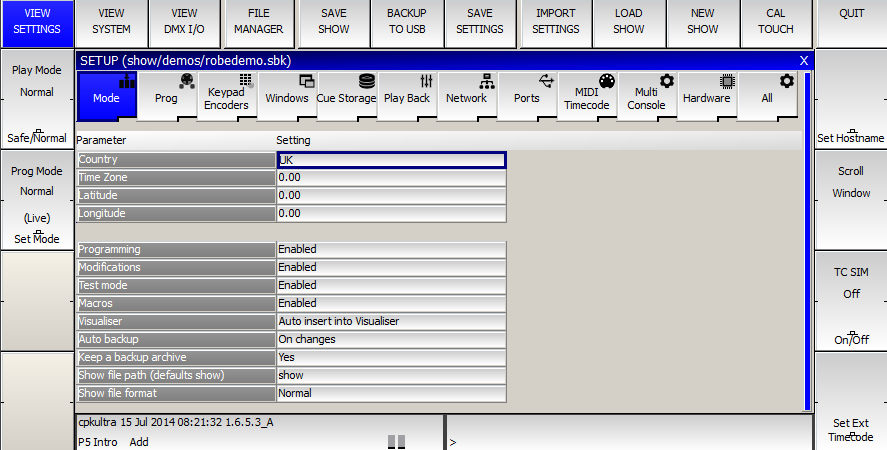 VIEW SETTINGS
VIEW SYSTEM
VIEW DMX I/O
FILE MANAGER
SAVE SHOW
BACKUP TO USB
SAVE SETTINGS
IMPORT SETTINGS
LOAD SHOW
NEW SHOW
CAL TOUCH
QUIT
SETUP (show/demos/robedemo.sbk) X
Play Mode
Normal
Safe/Normal
Prog Mode
Normal
(Live)
Set Mode
Mode
Prog
Keypad Encoders
Windows
Cue Storage
Play Back
Network
Ports
MIDI Timecode
Multi Console
Hardware
All
Parameter Setting
Country UK
Time Zone 0.00
Latitude 0.00
Longitude 0.00
Programming Enabled
Modifications Enabled
Test mode Enabled
Macros Enabled
Visualiser Auto insert into Visualiser
Auto backup On changes
Keep a backup archive Yes
Show file path (defaults show) show
Show file format Normal
Set Hostname
Scroll
Window
TC SIM
Off
On/Off
Set Ext
Timecode
cpkultra 15 Jul 2014 08:21:32 1.6.5.3_A
P5 Intro Add
>